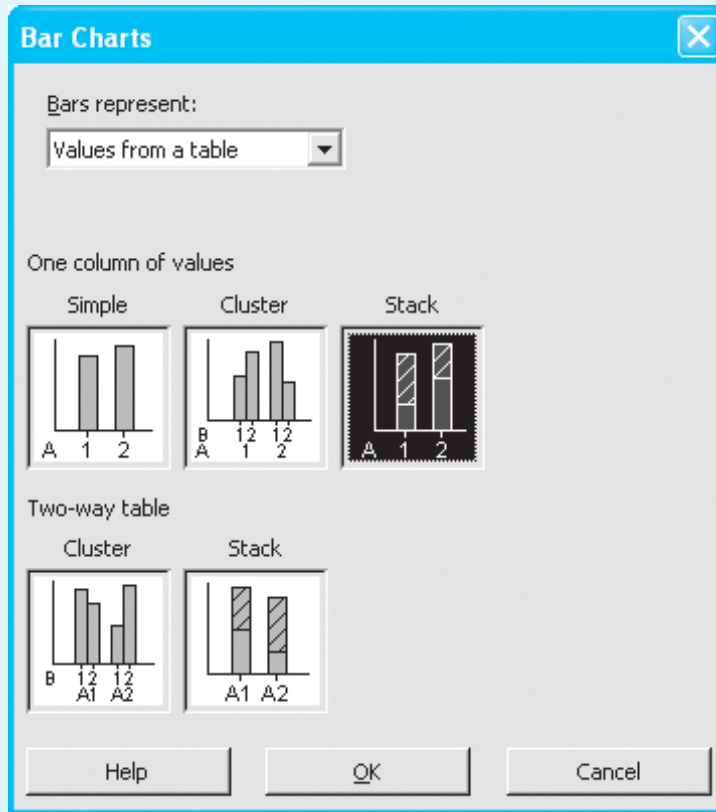 Bar Charts
Bars represent:
Values from a table
One column of values
Simple Cluster Stack
A 1 2
B 1 2 1 2
A 1 2
A 1 2
Two-way table
Cluster Stack
B 1 2 1 2
A1 A2
A1 A2
Help OK Cancel